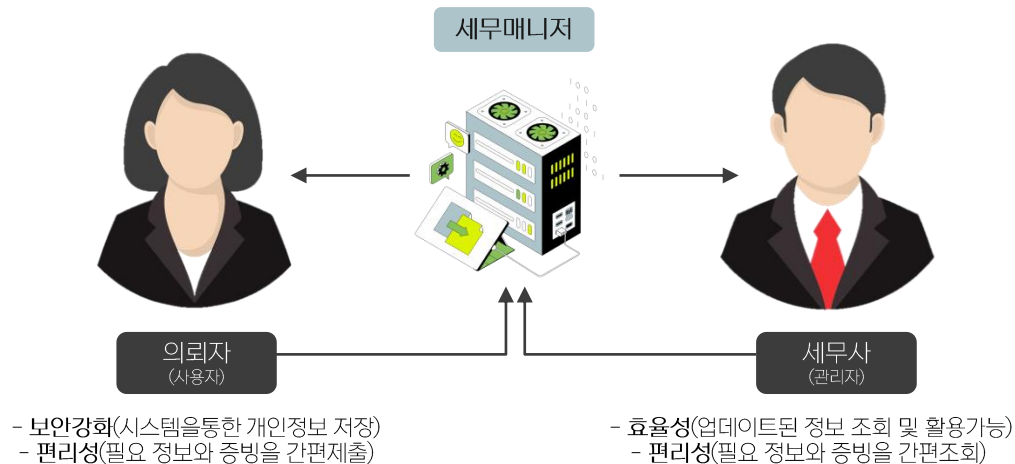 세무매니저
의뢰자
(사용자)
세무사
(관리자)
- 보안강화(시스템을통한 개인정보 저장)
- 편리성(필요 정보와 증빙을 간편제출)
- 효율성(업데이트된 정보 조회 및 활용가능)
- 편리성(필요 정보와 증빙을 간편조회)